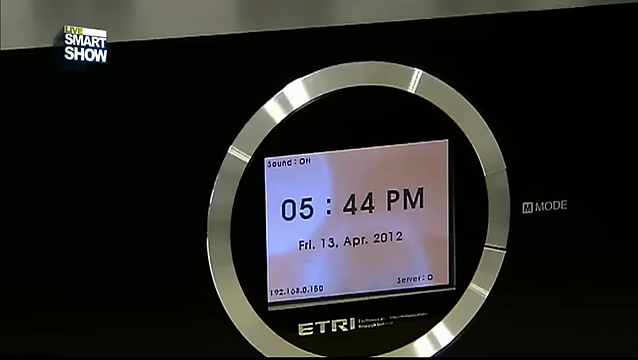 LIVE
SMART
SHOW
Sound : ON
05 : 44 PM
MODE
Fri. 13, Apr. 2012
192.168.0.150
Server : O
ETRI